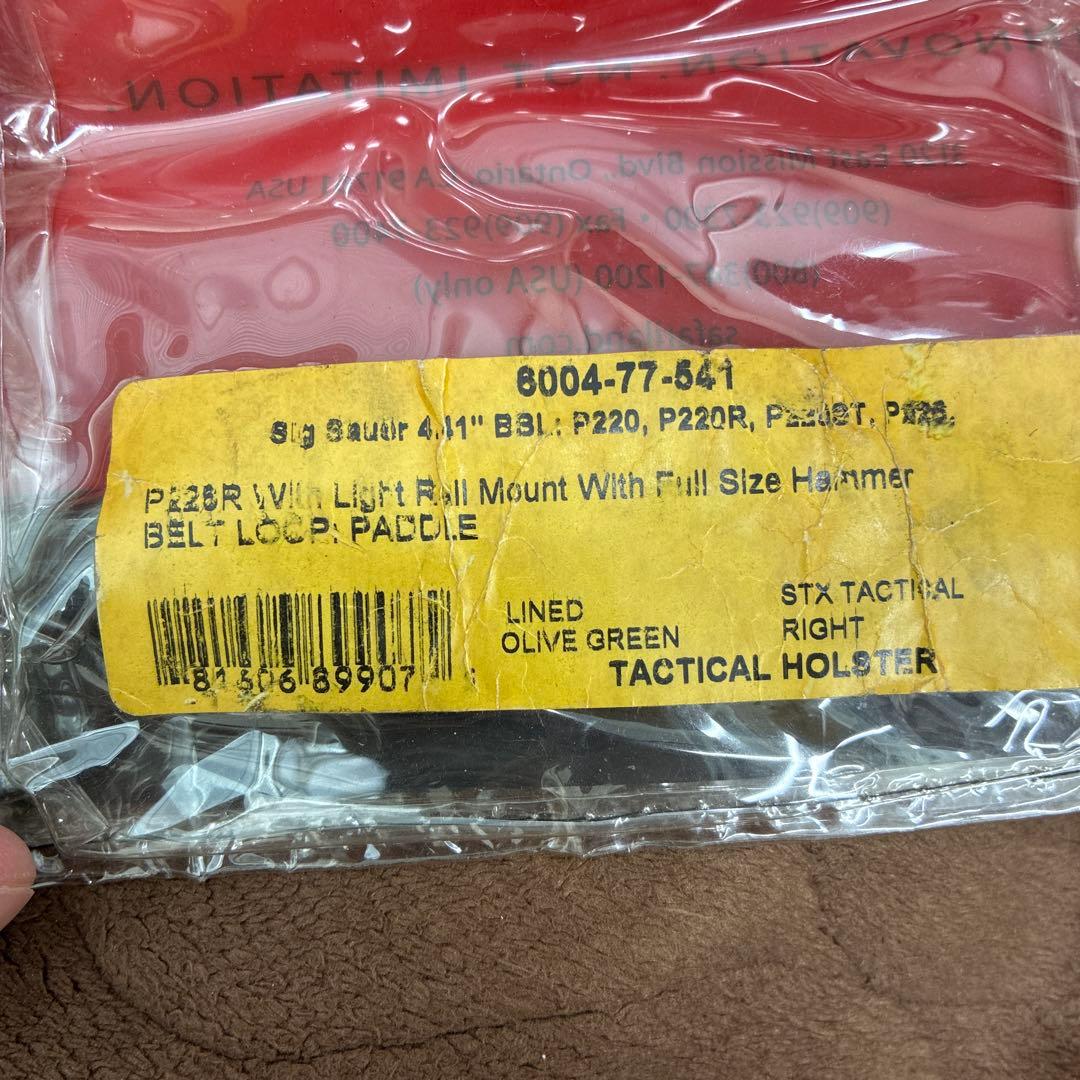 INNOVATION. NOT IMITATION.
3120 East Mission Blvd., Ontario, CA 91761 USA
(909)923-7300 * Fax (909)923-7400
(800)347-1200 (USA only)
safariland.com
6004-77-541
Sig Sauer 4.41" BBL: P220, P220R, P220ST, P226,
P226R With Light Rail Mount With Full Size Hammer
BELT LOOP: PADDLE
LINED
STX TACTICAL
OLIVE GREEN
RIGHT
TACTICAL HOLSTER